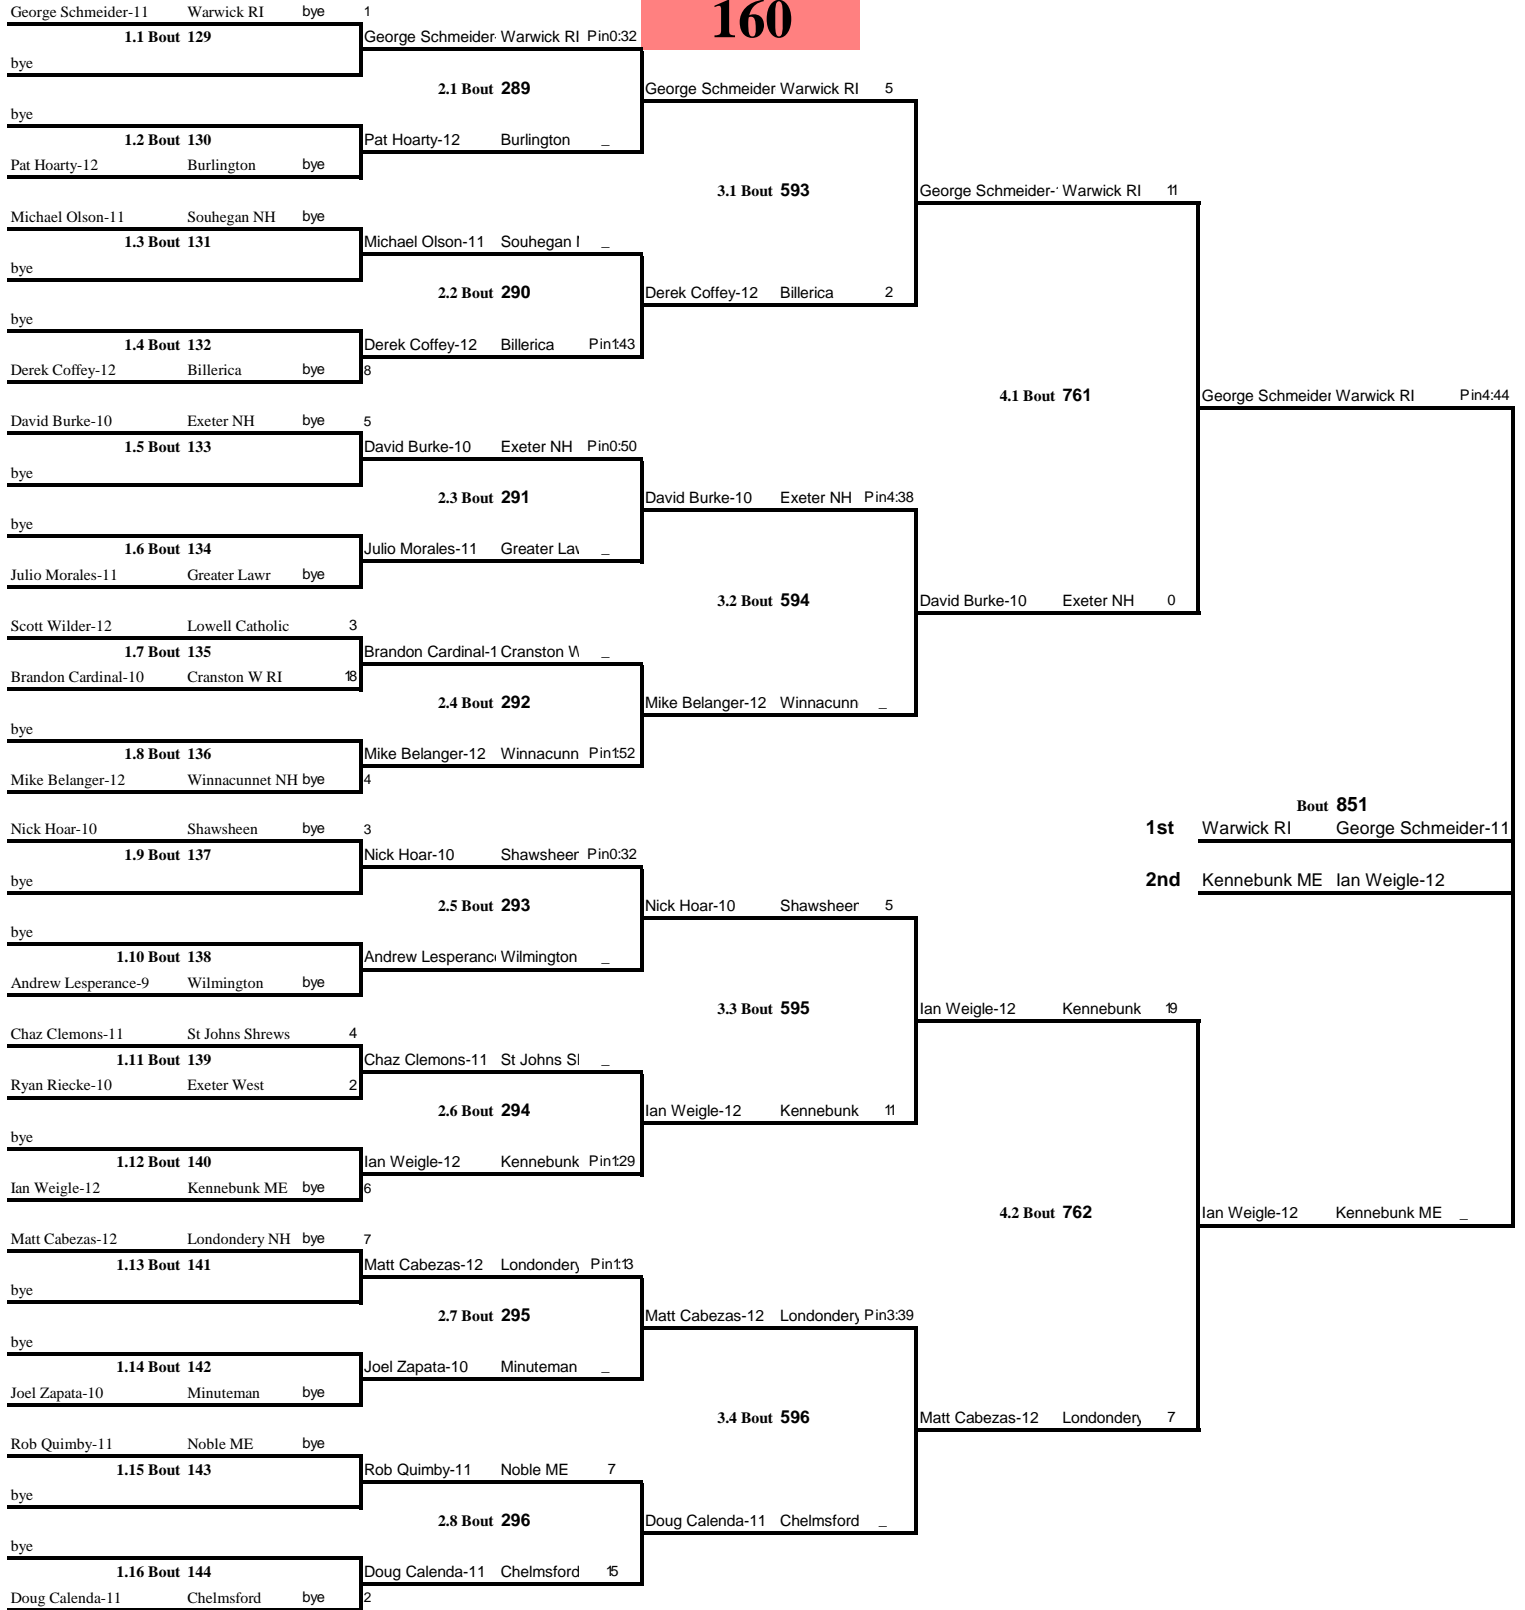 160
George Schmeider-11 Warwick RI bye 1
1.1 Bout 129
George Schmeider- Warwick RI Pin0:32
bye
2.1 Bout 289
George Schmeider Warwick RI 5
bye
1.2 Bout 130
Pat Hoarty-12 Burlington _
Pat Hoarty-12 Burlington bye
3.1 Bout 593
George Schmeider- Warwick RI 11
Michael Olson-11 Souhegan NH bye
1.3 Bout 131
Michael Olson-11 Souhegan _
bye
2.2 Bout 290
Derek Coffey-12 Billerica 2
bye
1.4 Bout 132
Derek Coffey-12 Billerica Pin1:43
Derek Coffey-12 Billerica bye 8
4.1 Bout 761
George Schmeider Warwick RI Pin4:44
David Burke-10 Exeter NH bye 5
1.5 Bout 133
David Burke-10 Exeter NH Pin0:50
bye
2.3 Bout 291
David Burke-10 Exeter NH Pin4:38
bye
1.6 Bout 134
Julio Morales-11 Greater Law _
Julio Morales-11 Greater Lawr bye
3.2 Bout 594
David Burke-10 Exeter NH 0
Scott Wilder-12 Lowell Catholic 3
1.7 Bout 135
Brandon Cardinal-1 Cranston W _
Brandon Cardinal-10 Cranston W RI 18
2.4 Bout 292
Mike Belanger-12 Winnacunn _
bye
1.8 Bout 136
Mike Belanger-12 Winnacunn Pin1:52
Mike Belanger-12 Winnacunnet NH bye 4
Bout 851
1st Warwick RI George Schmeider-11
Nick Hoar-10 Shawsheen bye 3
1.9 Bout 137
Nick Hoar-10 Shawsheen Pin0:32
bye
2nd Kennebunk ME Ian Weigle-12
2.5 Bout 293
Nick Hoar-10 Shawsheen 5
bye
1.10 Bout 138
Andrew Lesperanc Wilmington _
Andrew Lesperance-9 Wilmington bye
3.3 Bout 595
Ian Weigle-12 Kennebunk 19
Chaz Clemons-11 St Johns Shrews 4
1.11 Bout 139
Chaz Clemons-11 St Johns Sh _
Ryan Riecke-10 Exeter West 2
2.6 Bout 294
Ian Weigle-12 Kennebunk 11
bye
1.12 Bout 140
Ian Weigle-12 Kennebunk Pin1:29
Ian Weigle-12 Kennebunk ME bye 6
4.2 Bout 762
Ian Weigle-12 Kennebunk ME _
Matt Cabezas-12 Londondery NH bye 7
1.13 Bout 141
Matt Cabezas-12 Londondery Pin1:13
bye
2.7 Bout 295
Matt Cabezas-12 Londondery Pin3:39
bye
1.14 Bout 142
Joel Zapata-10 Minuteman _
Joel Zapata-10 Minuteman bye
3.4 Bout 596
Matt Cabezas-12 Londondery 7
Rob Quimby-11 Noble ME bye
1.15 Bout 143
Rob Quimby-11 Noble ME 7
bye
2.8 Bout 296
Doug Calenda-11 Chelmsford _
bye
1.16 Bout 144
Doug Calenda-11 Chelmsford 15
Doug Calenda-11 Chelmsford bye 2